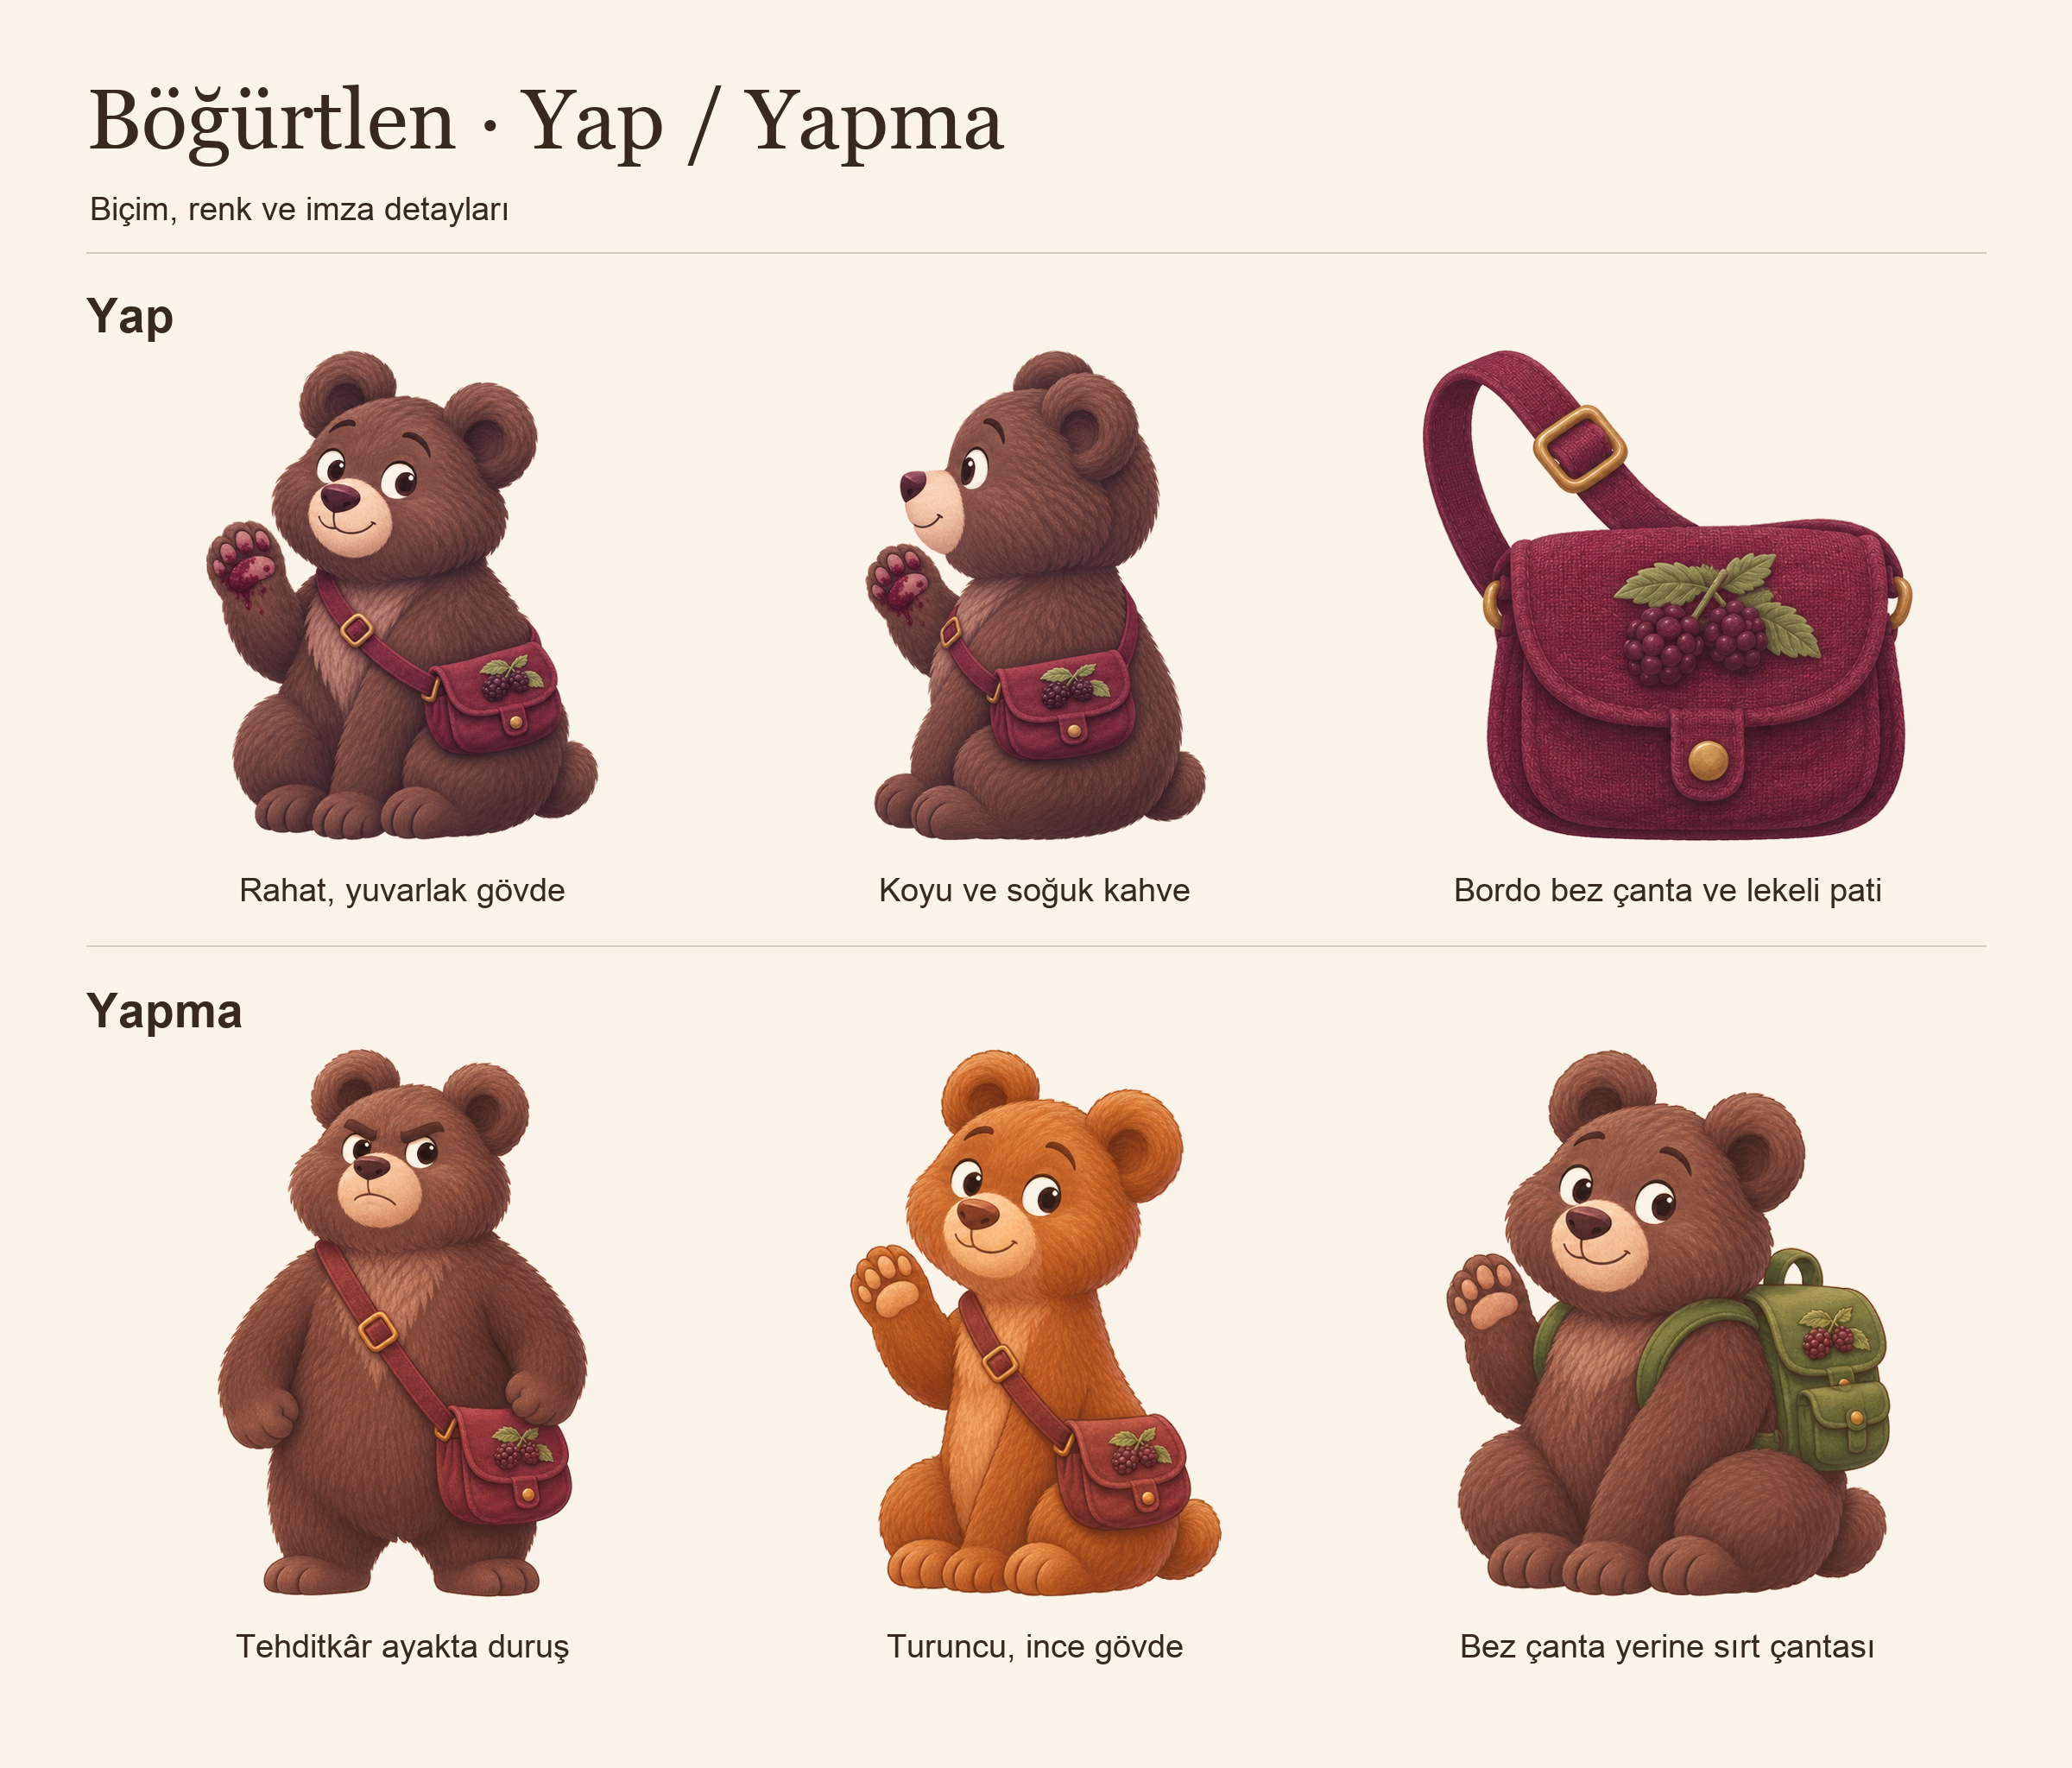 Böğürtlen · Yap / Yapma
Biçim, renk ve imza detayları
Yap
Rahat, yuvarlak gövde
Koyu ve soğuk kahve
Bordo bez çanta ve lekeli pati
Yapma
Tehditkâr ayakta duruş
Turuncu, ince gövde
Bez çanta yerine sırt çantası